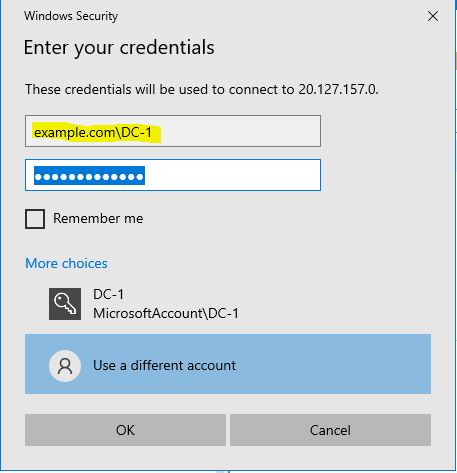 Windows Security
Enter your credentials
These credentials will be used to connect to 20.127.157.0.
example.com\DC-1
•••••••••••••
Remember me
More choices
DC-1
MicrosoftAccount\DC-1
Use a different account
OK
Cancel